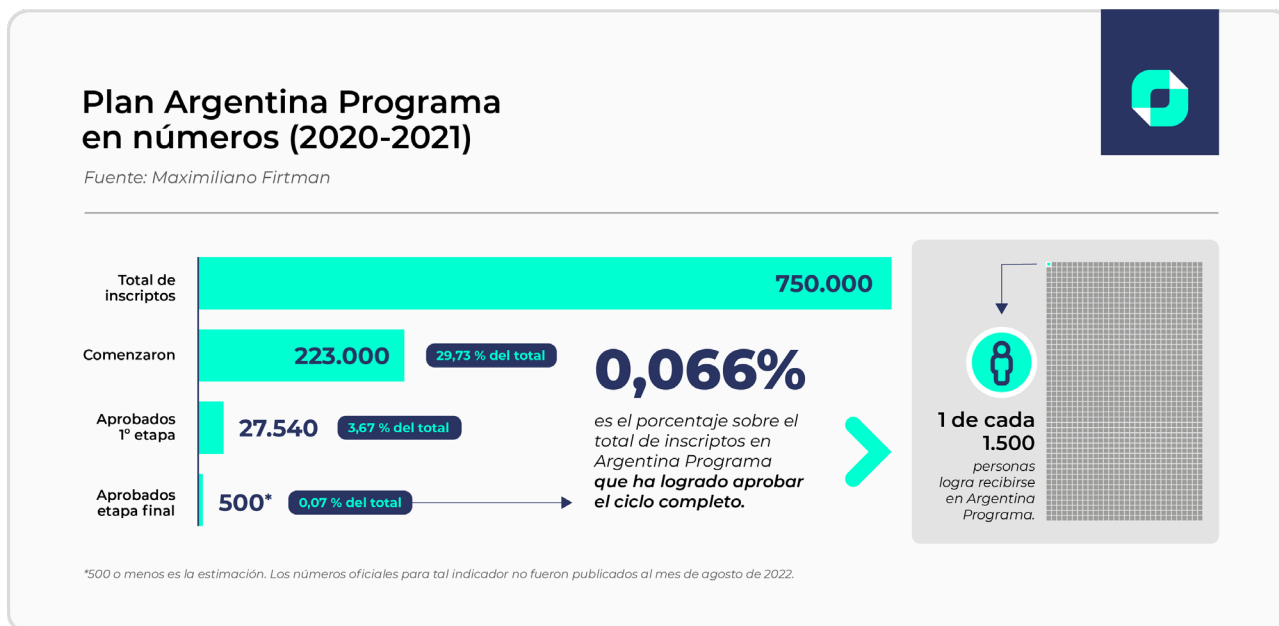 Plan Argentina Programa
en números (2020-2021)
Fuente: Maximiliano Firtman
Total de
inscriptos
750.000
Comenzaron
223.000
29,73 % del total
Aprobados
1º etapa
27.540
3,67 % del total
Aprobados
etapa final
500*
0,07 % del total
0,066%
es el porcentaje sobre el
total de inscriptos en
Argentina Programa
que ha logrado aprobar
el ciclo completo.
1 de cada
1.500
personas
logra recibirse
en Argentina
Programa.
*500 o menos es la estimación. Los números oficiales para tal indicador no fueron publicados al mes de agosto de 2022.